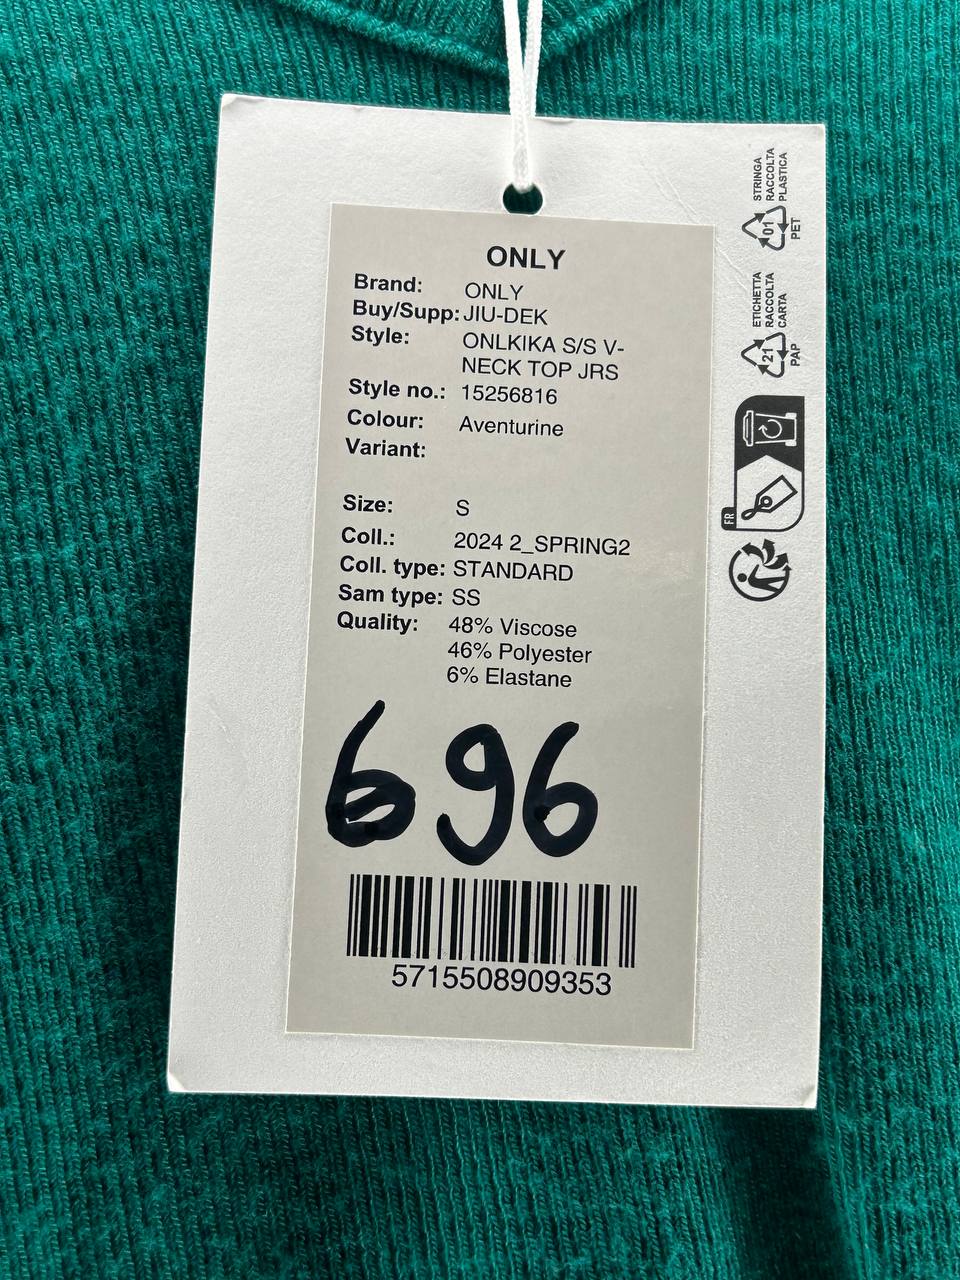 ONLY
Brand: ONLY
Buy/Supp: JIU-DEK
Style: ONLKIKA S/S V-
NECK TOP JRS
Style no.: 15256816
Colour: Aventurine
Variant:
Size: S
Coll.: 2024 2_SPRING2
Coll. type: STANDARD
Sam type: SS
Quality: 48% Viscose
46% Polyester
6% Elastane
696
5715508909353
STRINGA
RACCOLTA
PLASTICA
01
PET
ETICHETTA
RACCOLTA
CARTA
21
PAP
FR